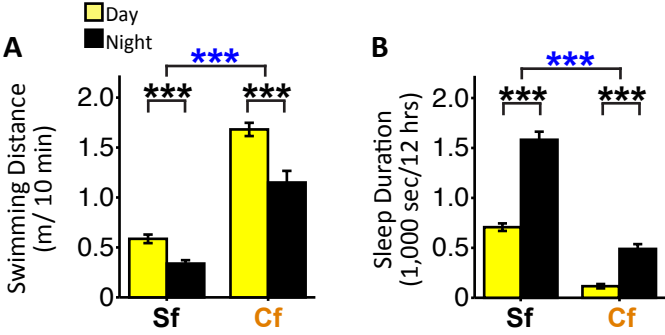 Day
Night
A
***
***
***
Swimming Distance
(m/ 10 min)
2.0
1.5
1.0
0.5
0
Sf
Cf
B
***
***
***
Sleep Duration
(1,000 sec/12 hrs)
2.0
1.5
1.0
0.5
0
Sf
Cf